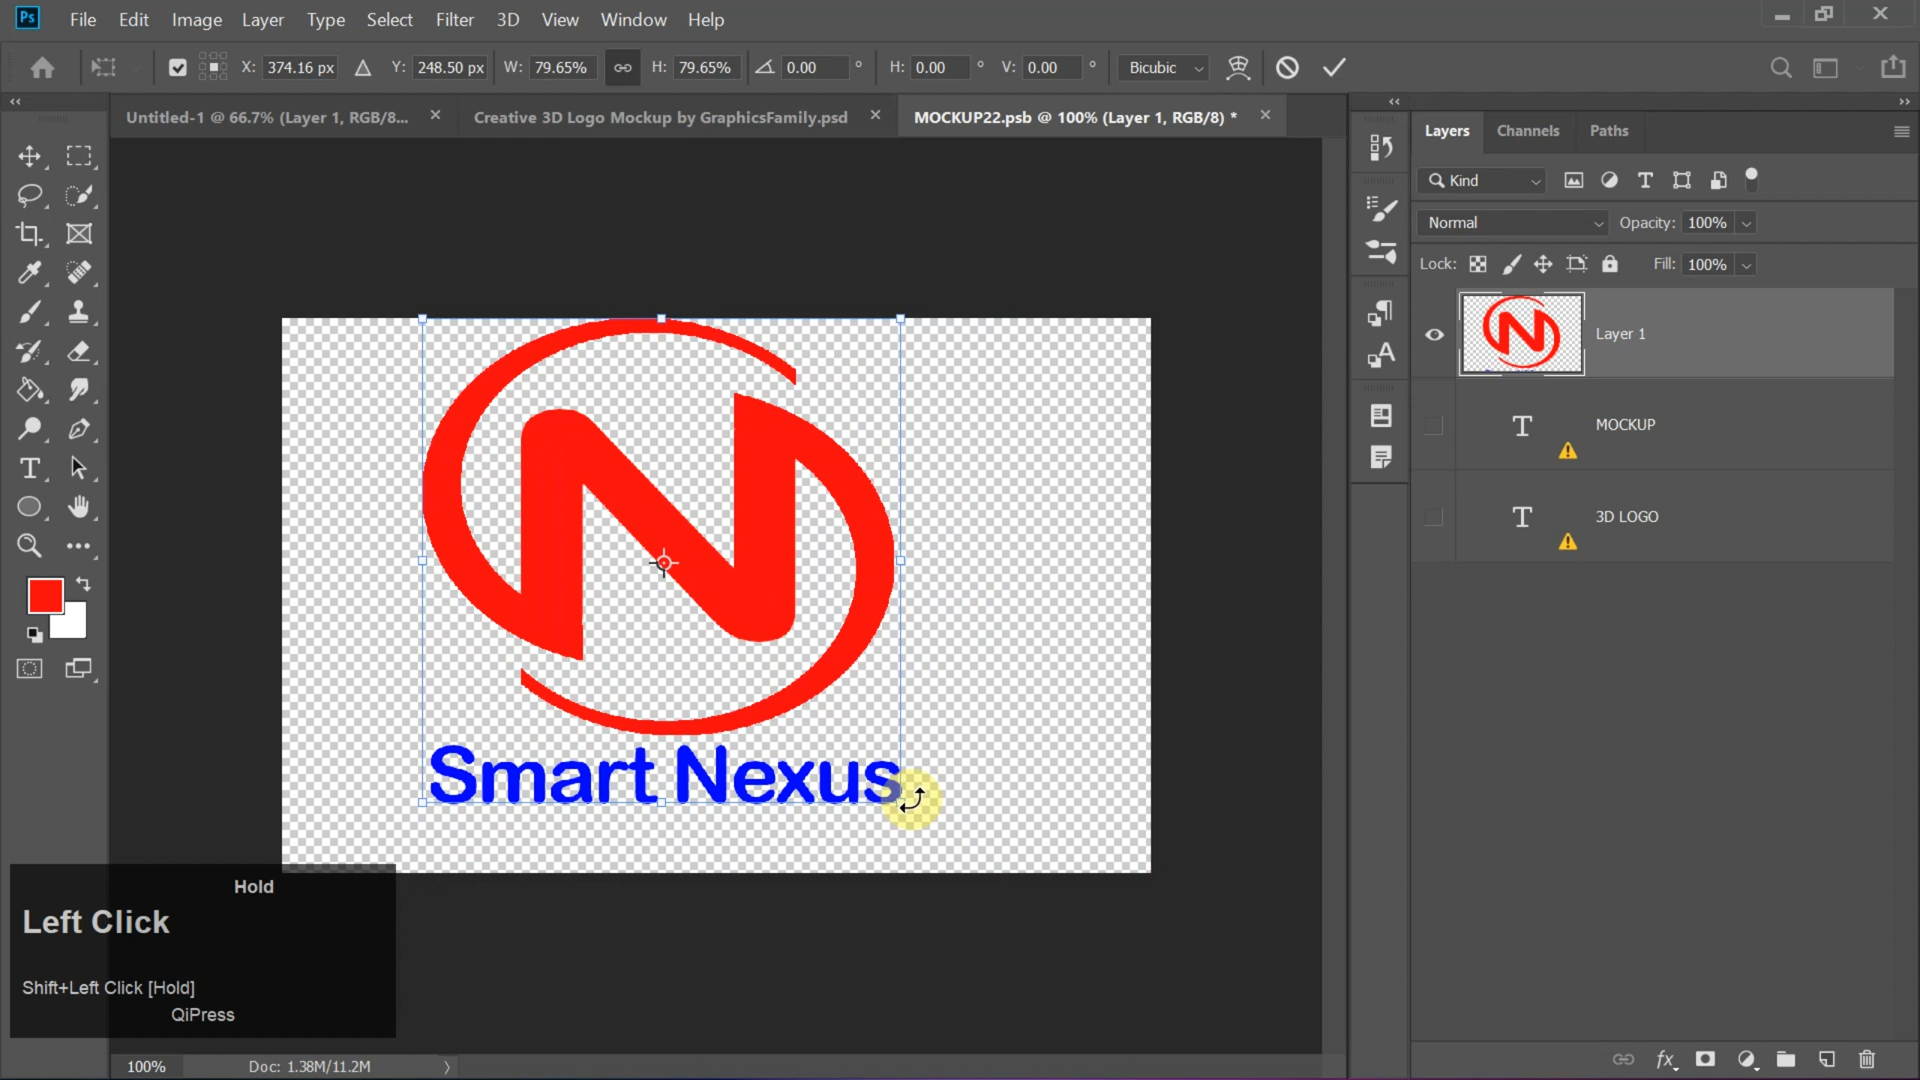 Ps File Edit Image Layer Type Select Filter 3D View Window Help
X: 374.16 px Y: 248.50 px W: 79.65% H: 79.65% 0.00 ° H: 0.00 ° V: 0.00 ° Bicubic
Untitled-1 @ 66.7% (Layer 1, RGB/8... Creative 3D Logo Mockup by GraphicsFamily.psd MOCKUP22.psb @ 100% (Layer 1, RGB/8) *
Layers Channels Paths
Kind
Normal Opacity: 100%
Lock: Fill: 100%
Layer 1
MOCKUP
3D LOGO
N
Smart Nexus
Hold
Left Click
Shift+Left Click [Hold]
QiPress
100% Doc: 1.38M/11.2M